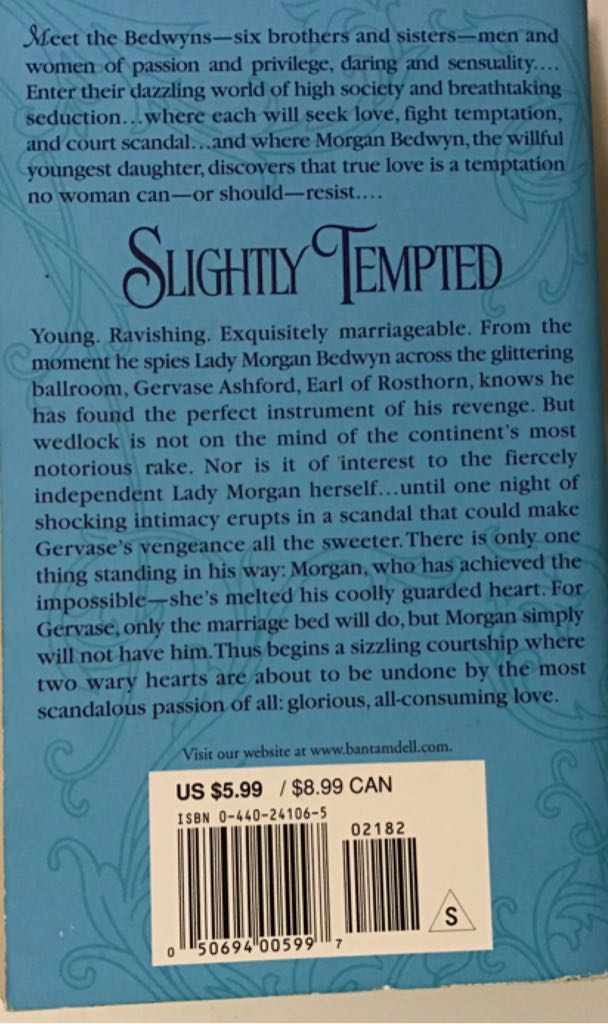 Meet the Bedwyns—six brothers and sisters—men and
women of passion and privilege, daring and sensuality....
Enter their dazzling world of high society and breathtaking
seduction...where each will seek love, fight temptation,
and court scandal...and where Morgan Bedwyn, the willful
youngest daughter, discovers that true love is a temptation
no woman can—or should—resist....
SLIGHTLY TEMPTED
Young. Ravishing. Exquisitely marriageable. From the
moment he spies Lady Morgan Bedwyn across the glittering
ballroom, Gervase Ashford, Earl of Rosthorn, knows he
has found the perfect instrument of his revenge. But
wedlock is not on the mind of the continent's most
notorious rake. Nor is it of interest to the fiercely
independent Lady Morgan herself...until one night of
shocking intimacy erupts in a scandal that could make
Gervase's vengeance all the sweeter. There is only one
thing standing in his way: Morgan, who has achieved the
impossible—she's melted his coolly guarded heart. For
Gervase, only the marriage bed will do, but Morgan simply
will not have him. Thus begins a sizzling courtship where
two wary hearts are about to be undone by the most
scandalous passion of all: glorious, all-consuming love.
Visit our website at www.bantamdell.com.
US $5.99 / $8.99 CAN
ISBN 0-440-24106-5
02182
S
0 50694 00599 7